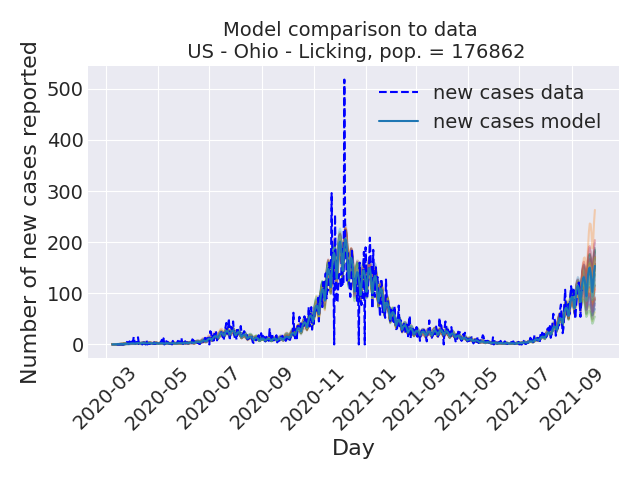 Model comparison to data
US - Ohio - Licking, pop. = 176862
Number of new cases reported
500
400
300
200
100
0
new cases data
new cases model
2020-03
2020-05
2020-07
2020-09
2020-11
2021-01
2021-03
2021-05
2021-07
2021-09
Day